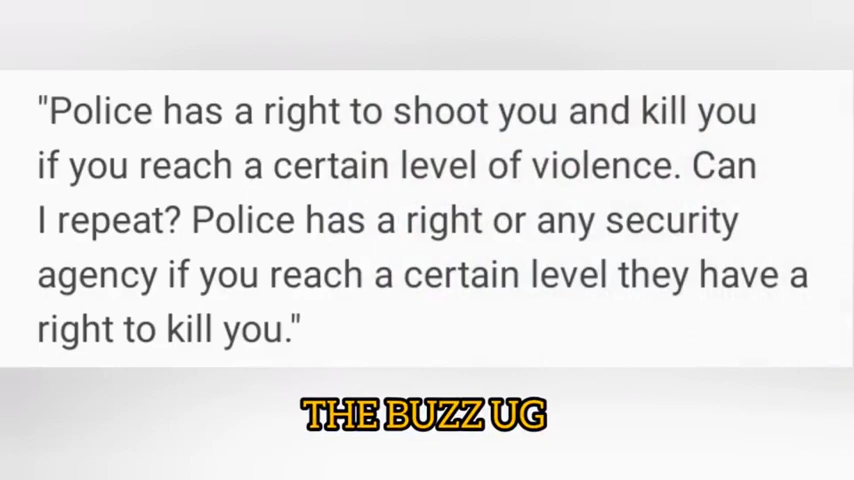 "Police has a right to shoot you and kill you
if you reach a certain level of violence. Can
I repeat? Police has a right or any security
agency if you reach a certain level they have a
right to kill you."
THE BUZZ UG